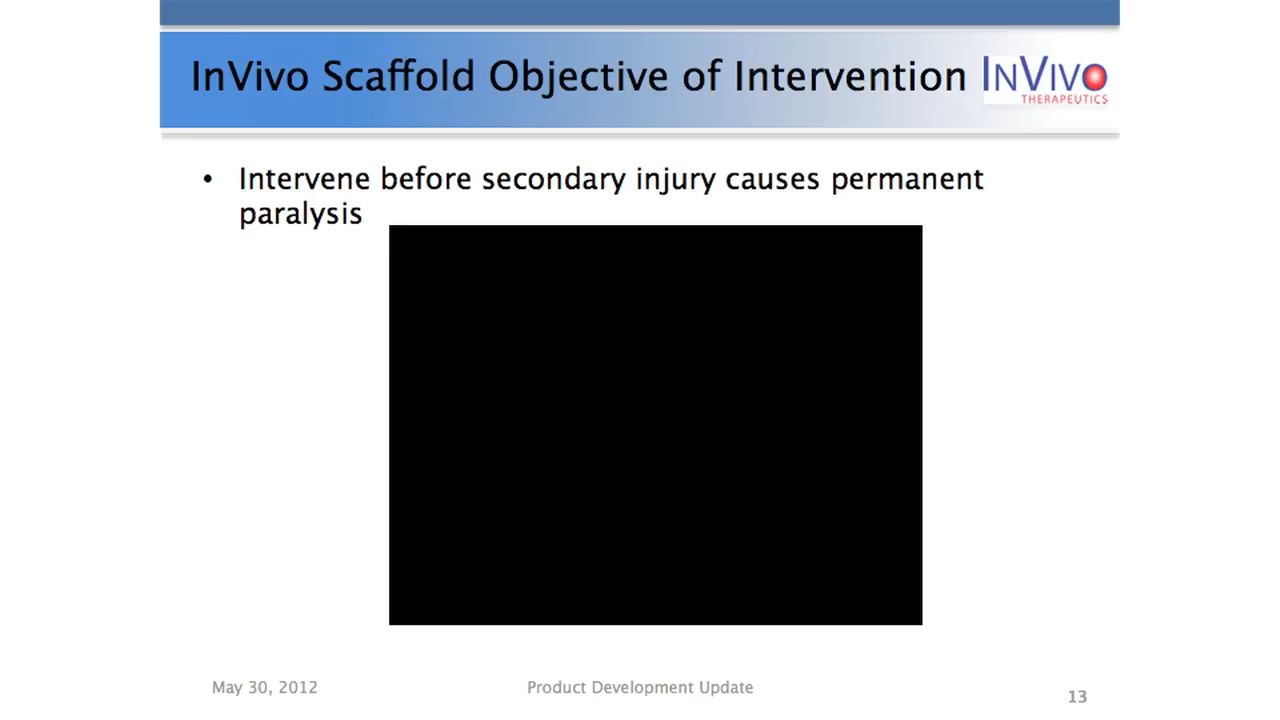 InVivo Scaffold Objective of Intervention
INVIVO
THERAPEUTICS
• Intervene before secondary injury causes permanent
paralysis
May 30, 2012
Product Development Update
13